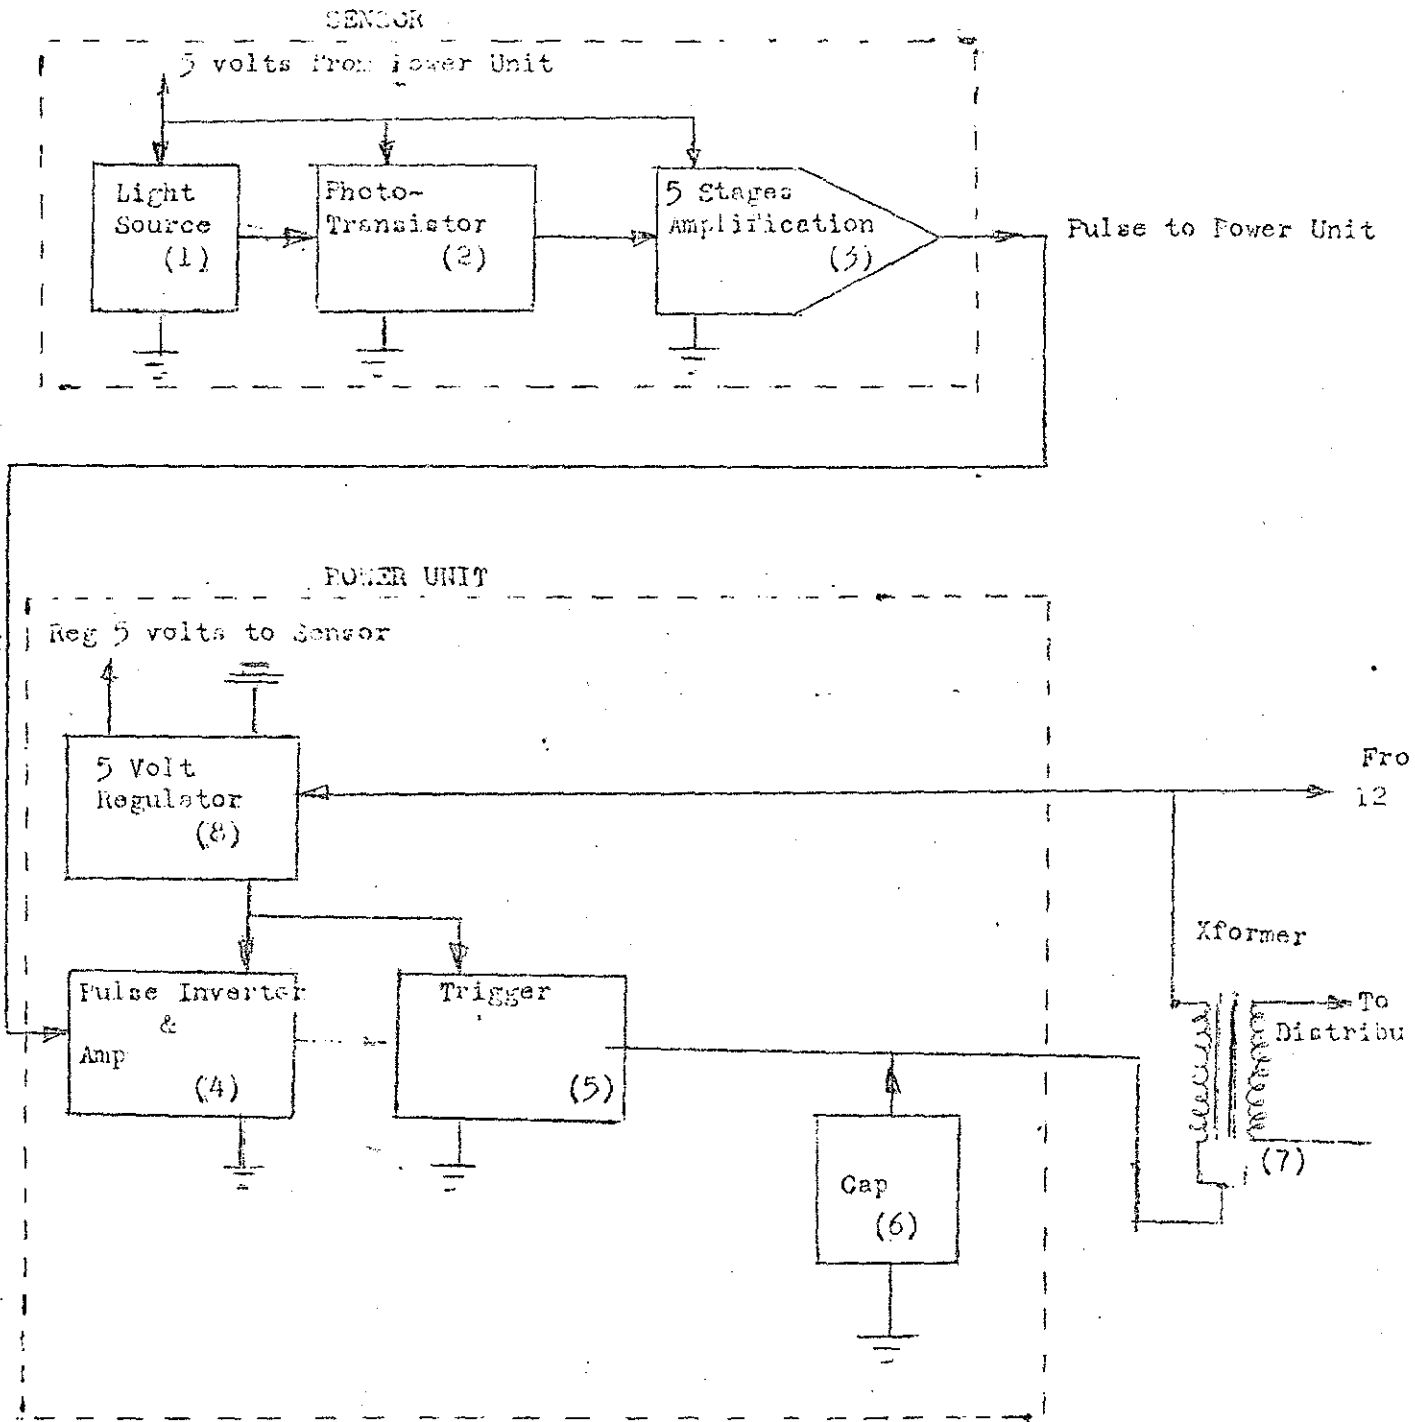 SENSOR
5 volts From Power Unit
Light
Source
(1)
Photo-
Transistor
(2)
5 Stages
Amplification
(3)
Pulse to Power Unit
POWER UNIT
Reg 5 volts to Sensor
5 Volt
Regulator
(8)
Fro
12
Xformer
To
Distribu
(7)
Pulse Inverter
&
Amp
(4)
Trigger
(5)
Cap
(6)